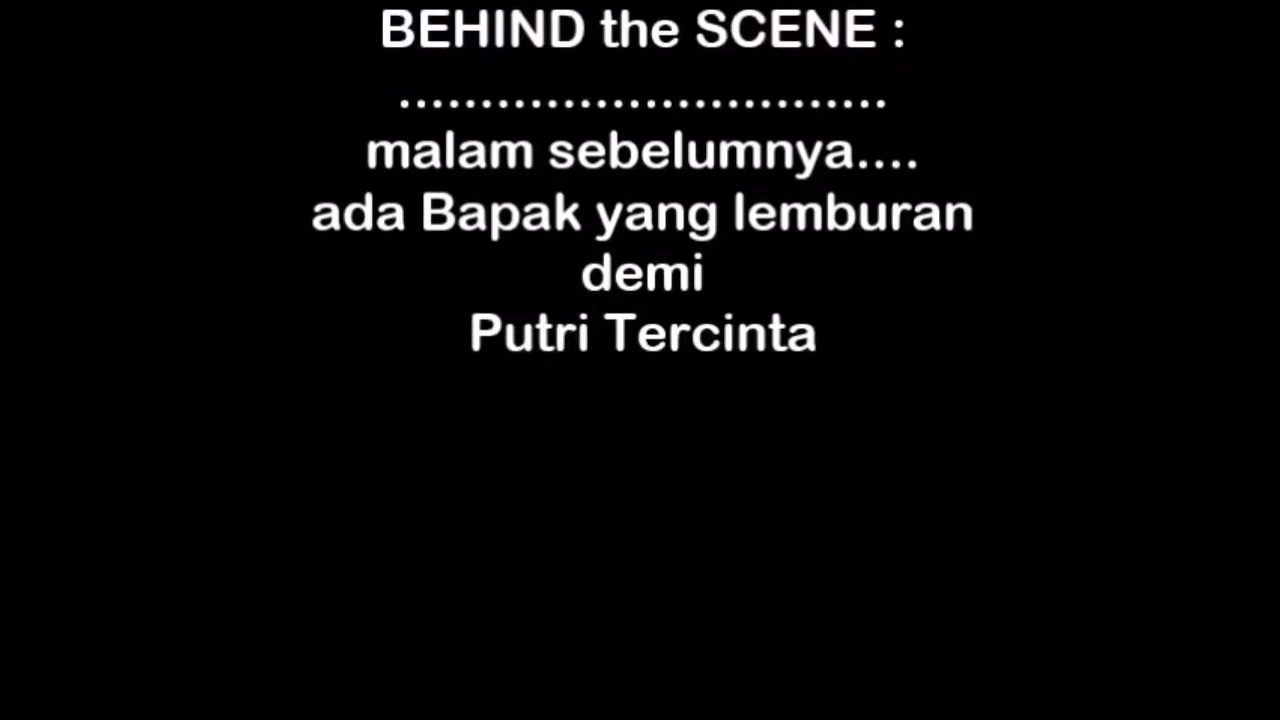 BEHIND the SCENE :
..............................
malam sebelumnya....
ada Bapak yang lemburan
demi
Putri Tercinta